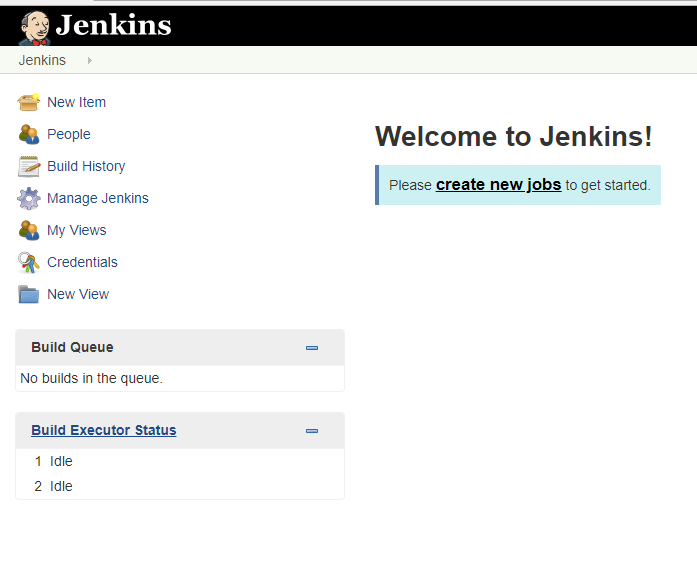 Jenkins
Jenkins
New Item
People
Build History
Manage Jenkins
My Views
Credentials
New View
Build Queue
No builds in the queue.
Build Executor Status
1 Idle
2 Idle
Welcome to Jenkins!
Please create new jobs to get started.